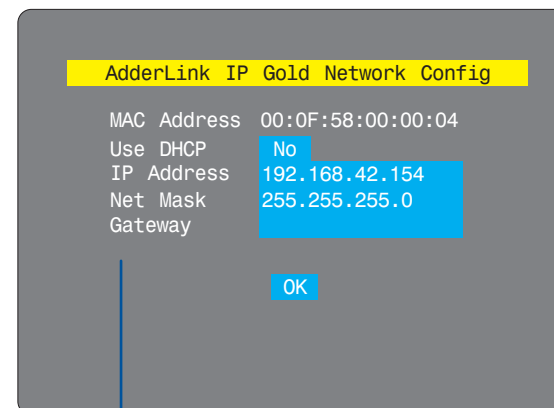 AdderLink IP Gold Network Config
MAC Address 00:0F:58:00:00:04
Use DHCP No
IP Address 192.168.42.154
Net Mask 255.255.255.0
Gateway
OK